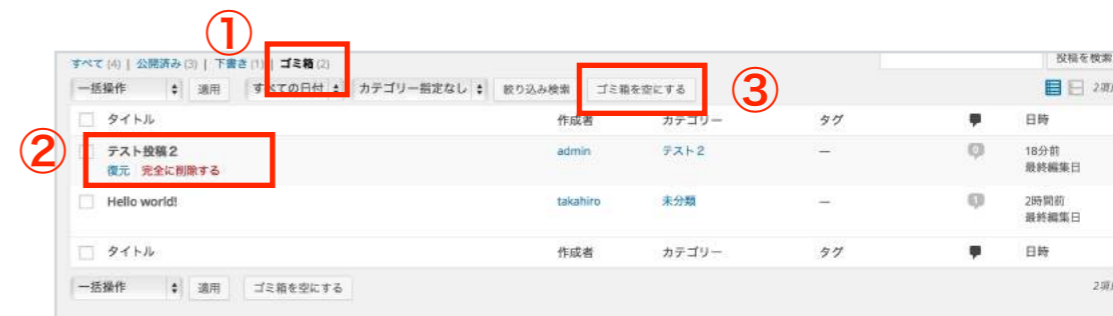 ①
すべて (4) | 公開済み (3) | 下書き (1) | ゴミ箱 (2)
投稿を検索
一括操作 適用 すべての日付 カテゴリー指定なし 絞り込み検索 ゴミ箱を空にする ③
タイトル 作成者 カテゴリー タグ 日時
② テスト投稿2 admin テスト2 — 0 18分前
復元 | 完全に削除する 最終編集日
Hello world! takahiro 未分類 — 1 2時間前
最終編集日
タイトル 作成者 カテゴリー タグ 日時
一括操作 適用 ゴミ箱を空にする